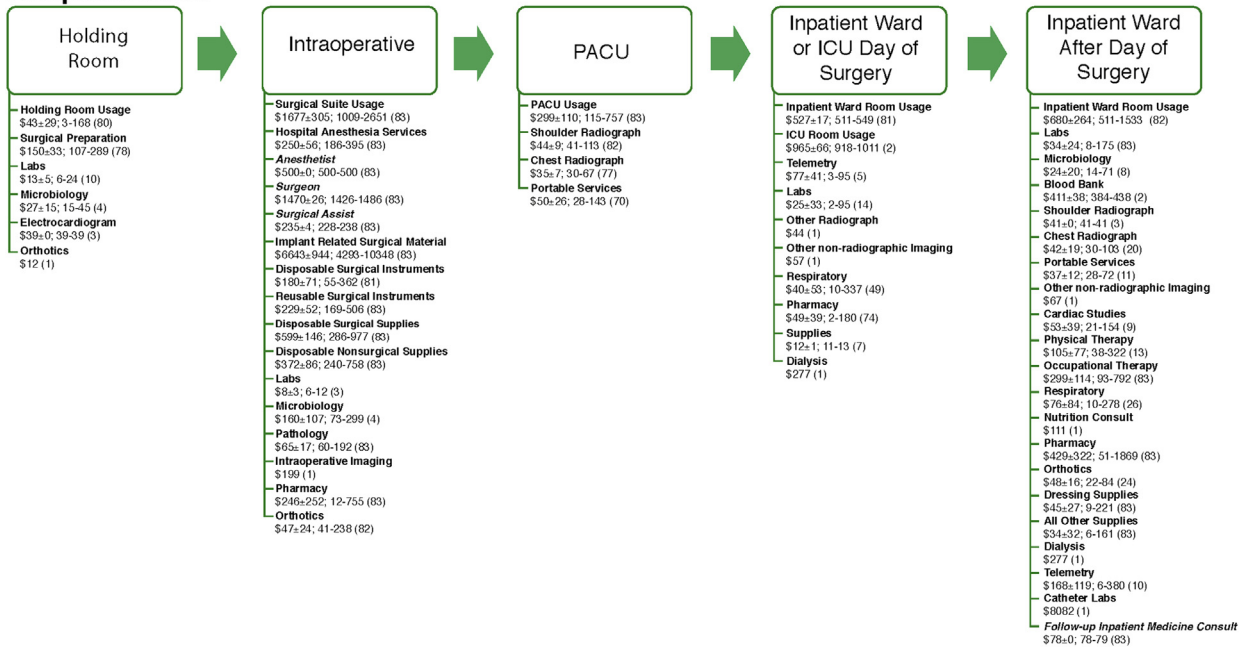 Holding
Room
Holding Room Usage
$43±29; 3-168 (80)
Surgical Preparation
$150±33; 107-289 (78)
Labs
$13±5; 6-24 (10)
Microbiology
$27±15; 15-45 (4)
Electrocardiogram
$39±0; 39-39 (3)
Orthotics
$12 (1)
Intraoperative
Surgical Suite Usage
$1677±305; 1009-2651 (83)
Hospital Anesthesia Services
$250±56; 186-395 (83)
Anesthetist
$500±0; 500-500 (83)
Surgeon
$1470±26; 1426-1486 (83)
Surgical Assist
$235±4; 228-238 (83)
Implant Related Surgical Material
$6643±944; 4293-10348 (83)
Disposable Surgical Instruments
$180±71; 55-362 (81)
Reusable Surgical Instruments
$229±52; 169-506 (83)
Disposable Surgical Supplies
$599±146; 286-977 (83)
Disposable Nonsurgical Supplies
$372±86; 240-758 (83)
Labs
$8±3; 6-12 (3)
Microbiology
$160±107; 73-299 (4)
Pathology
$65±17; 60-192 (83)
Intraoperative Imaging
$199 (1)
Pharmacy
$246±252; 12-755 (83)
Orthotics
$47±24; 41-238 (82)
PACU
PACU Usage
$299±110; 115-757 (83)
Shoulder Radiograph
$44±9; 41-113 (82)
Chest Radiograph
$35±7; 30-67 (77)
Portable Services
$50±26; 28-143 (70)
Inpatient Ward
or ICU Day of
Surgery
Inpatient Ward Room Usage
$527±17; 511-549 (81)
ICU Room Usage
$965±66; 918-1011 (2)
Telemetry
$77±41; 3-95 (5)
Labs
$25±33; 2-95 (14)
Other Radiograph
$44 (1)
Other non-radiographic Imaging
$57 (1)
Respiratory
$40±53; 10-337 (49)
Pharmacy
$49±39; 2-180 (74)
Supplies
$12±1; 11-13 (7)
Dialysis
$277 (1)
Inpatient Ward
After Day of
Surgery
Inpatient Ward Room Usage
$680±264; 511-1533 (82)
Labs
$34±24; 8-175 (83)
Microbiology
$24±20; 14-71 (8)
Blood Bank
$411±38; 384-438 (2)
Shoulder Radiograph
$41±0; 41-41 (3)
Chest Radiograph
$42±19; 30-103 (20)
Portable Services
$37±12; 28-72 (11)
Other non-radiographic Imaging
$67 (1)
Cardiac Studies
$53±39; 21-154 (9)
Physical Therapy
$105±77; 38-322 (13)
Occupational Therapy
$299±114; 93-792 (83)
Respiratory
$76±84; 10-278 (26)
Nutrition Consult
$111 (1)
Pharmacy
$429±322; 51-1869 (83)
Orthotics
$48±16; 22-84 (24)
Dressing Supplies
$45±27; 9-221 (83)
All Other Supplies
$34±32; 6-161 (83)
Dialysis
$277 (1)
Telemetry
$168±119; 6-380 (10)
Catheter Labs
$8082 (1)
Follow-up Inpatient Medicine Consult
$78±0; 78-79 (83)